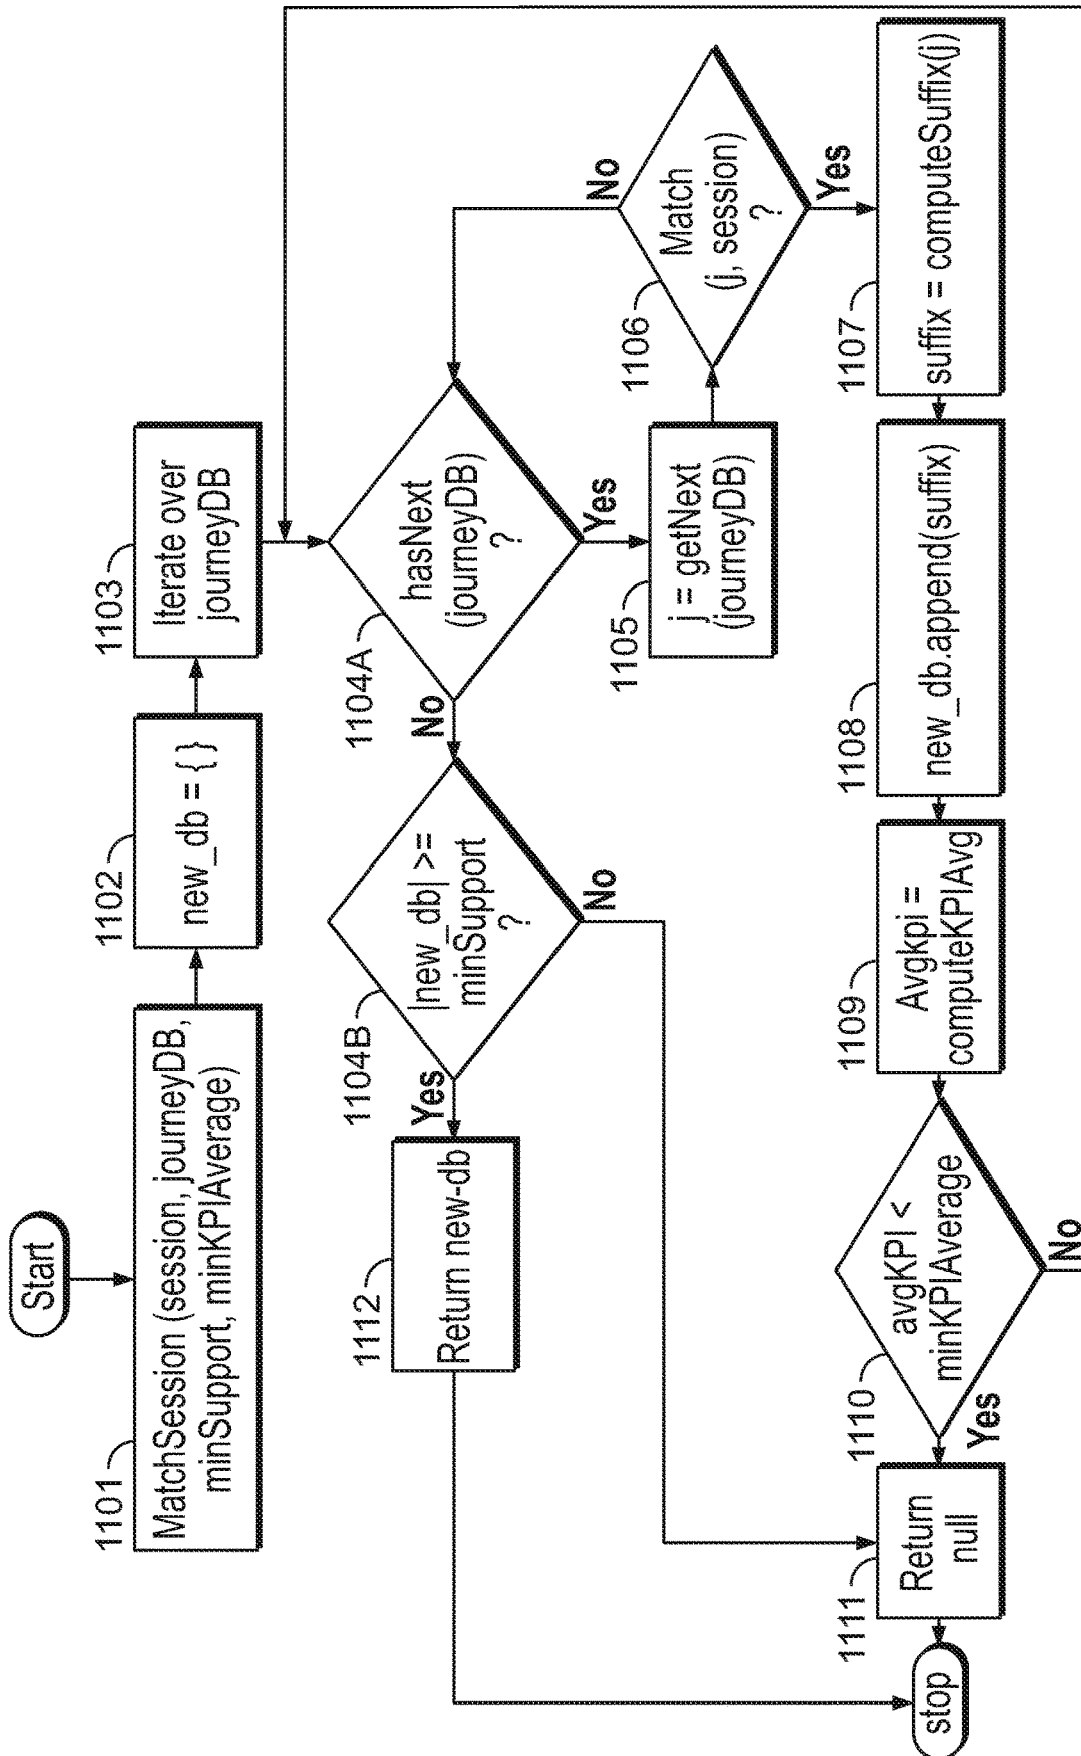 Start
1101
MatchSession (session, journeyDB,
minSupport, minKPIAverage)
1102
new_db = { }
1103
Iterate over
journeyDB
1104A
hasNext
(journeyDB)
?
Yes
No
1104B
|new_db| >=
minSupport
?
Yes
No
1112
Return new-db
1105
j = getNext
(journeyDB)
1106
Match
(j, session)
?
No
Yes
1107
suffix = computeSuffix(j)
1108
new_db.append(suffix)
1109
Avgkpi =
computeKPIAvg
1110
avgKPI <
minKPIAverage
Yes
No
1111
Return
null
stop